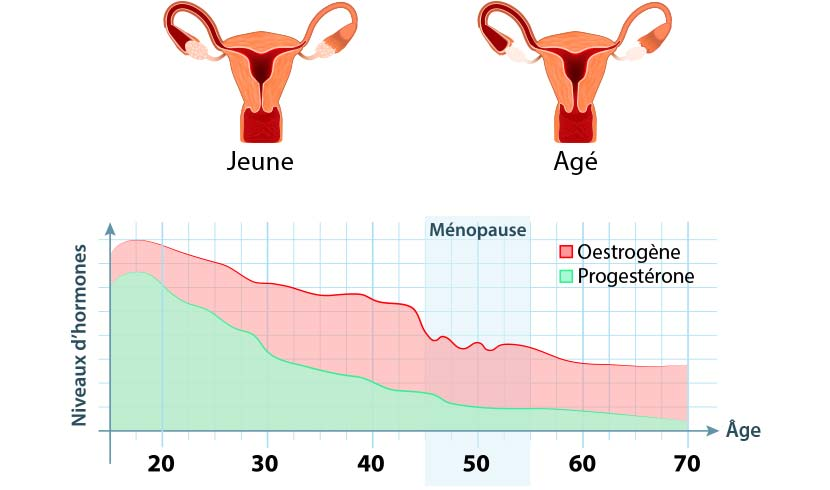 Jeune
Agé
Ménopause
Oestrogène
Progestérone
Niveaux d'hormones
Âge
20 30 40 50 60 70